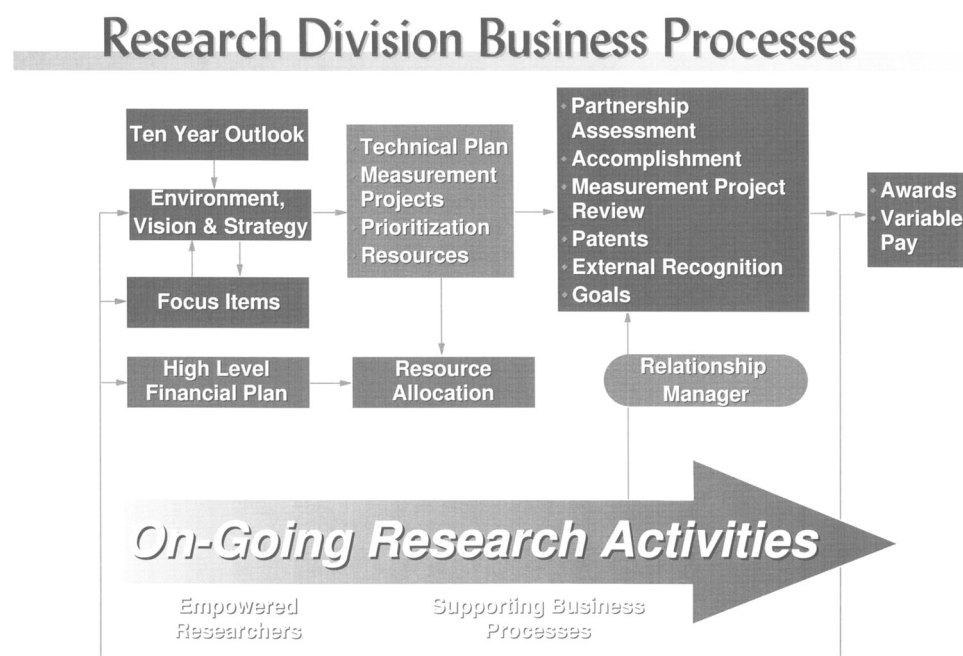 Research Division Business Processes
Ten Year Outlook
Environment,
Vision & Strategy
Focus Items
High Level
Financial Plan
Technical Plan
Measurement
Projects
Prioritization
Resources
Resource
Allocation
Partnership
Assessment
Accomplishment
Measurement Project
Review
Patents
External Recognition
Goals
Relationship
Manager
Awards
Variable
Pay
On-Going Research Activities
Empowered
Researchers
Supporting Business
Processes